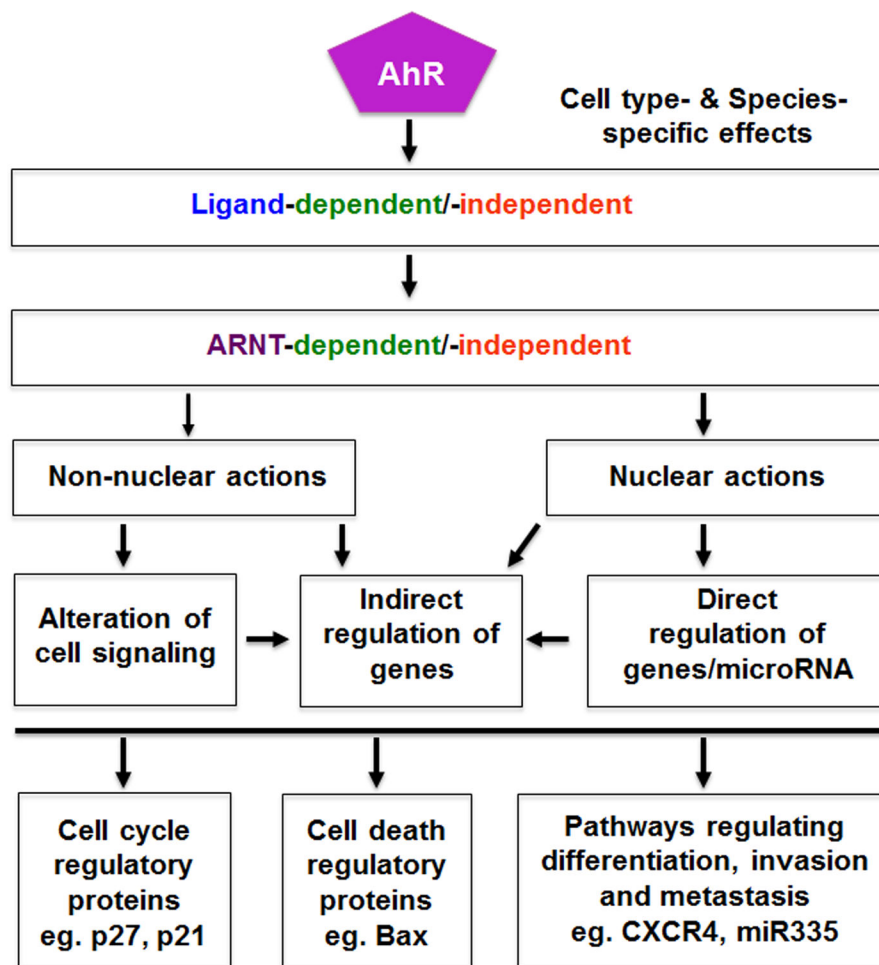 AhR
Cell type- & Species-
specific effects
Ligand-dependent/-independent
ARNT-dependent/-independent
Non-nuclear actions
Nuclear actions
Alteration of
cell signaling
Indirect
regulation of
genes
Direct
regulation of
genes/microRNA
Cell cycle
regulatory
proteins
eg. p27, p21
Cell death
regulatory
proteins
eg. Bax
Pathways regulating
differentiation, invasion
and metastasis
eg. CXCR4, miR335